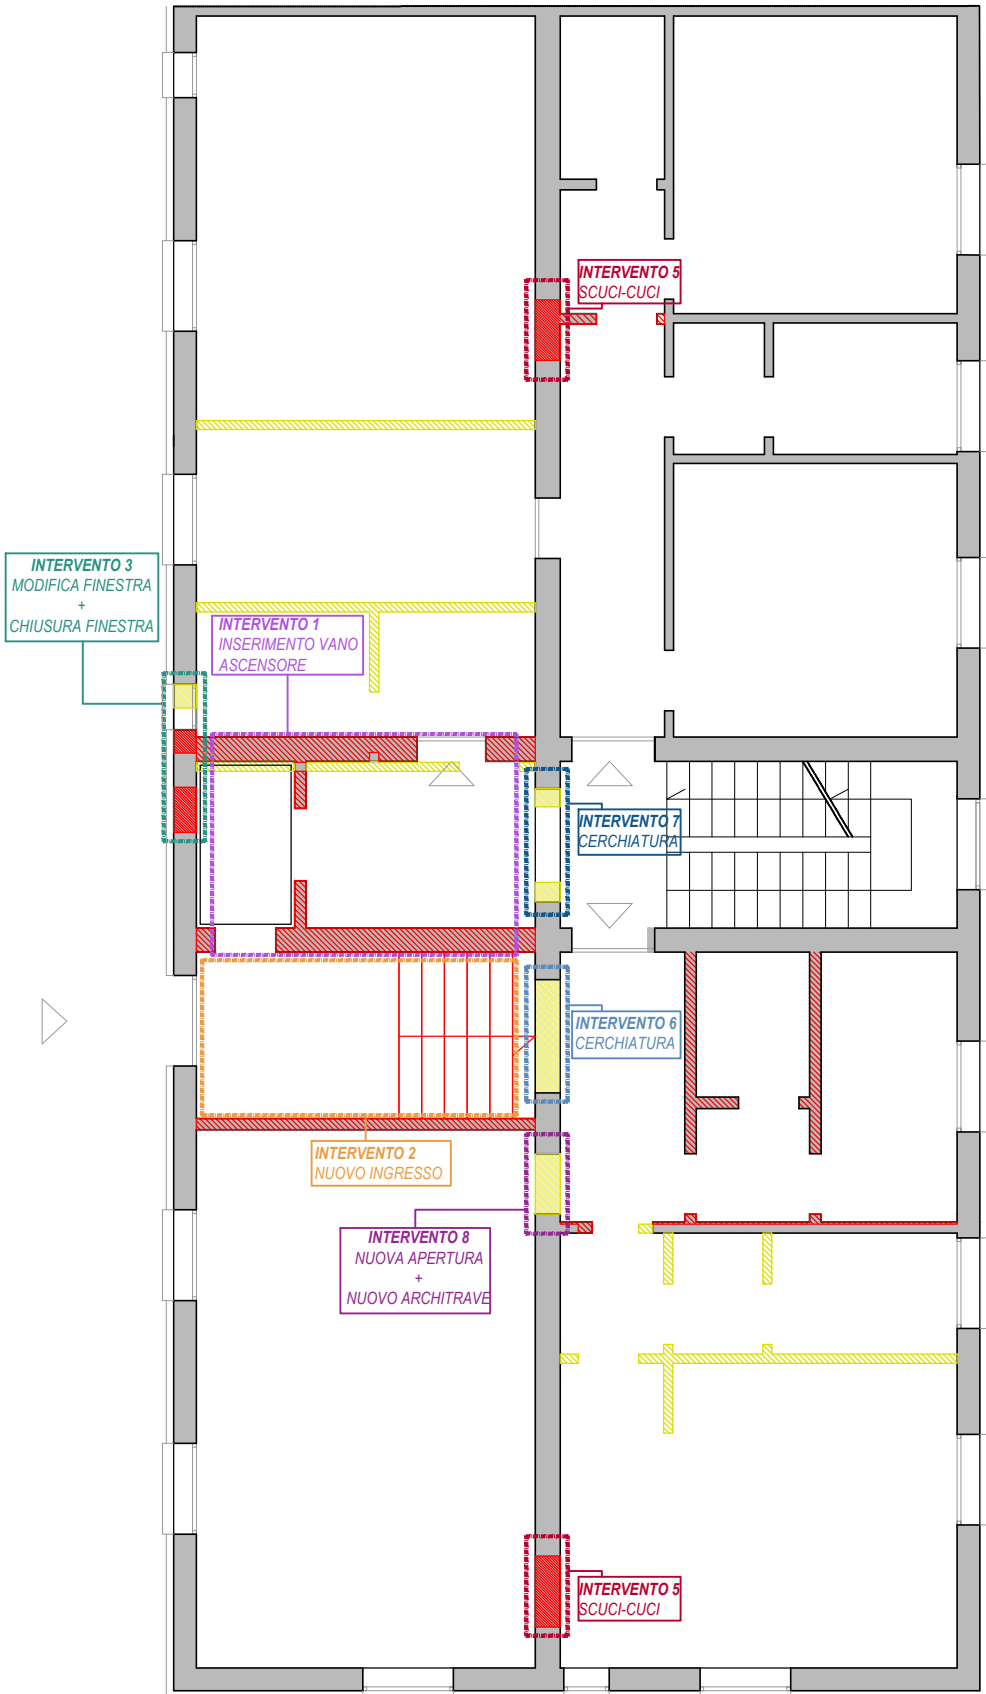 INTERVENTO 5
SCUCI-CUCI
INTERVENTO 3
MODIFICA FINESTRA
+
CHIUSURA FINESTRA
INTERVENTO 1
INSERIMENTO VANO
ASCENSORE
INTERVENTO 7
CERCHIATURA
INTERVENTO 6
CERCHIATURA
INTERVENTO 2
NUOVO INGRESSO
INTERVENTO 8
NUOVA APERTURA
+
NUOVO ARCHITRAVE
INTERVENTO 5
SCUCI-CUCI